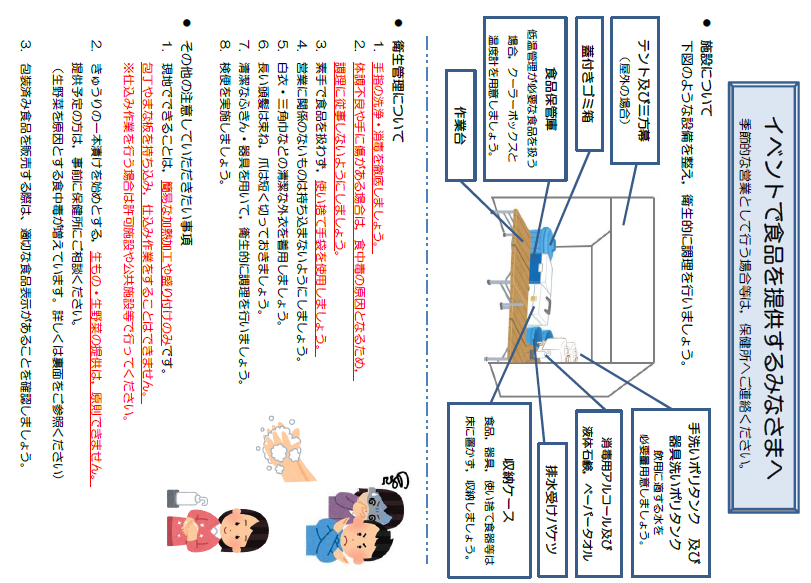 イベントで食品を提供するみなさまへ
季節的な営業として行う場合等は、保健所へご連絡ください。
● 施設について
下図のような設備を整え、衛生的に調理を行いましょう。
テント及び三方幕
（屋外の場合）
蓋付きゴミ箱
食品保管庫
低温管理が必要な食品を扱う
場合、クーラーボックスと
温度計を用意しましょう。
作業台
手洗いポリタンク 及び
器具洗いポリタンク
飲用に適する水を
必要量用意しましょう。
消毒用アルコール及び
液体石鹸、ペーパータオル
排水受けバケツ
収納ケース
食品、器具、使い捨て食器等は
床に置かず、収納しましょう。
● 衛生管理について
1. 手指の洗浄・消毒を徹底しましょう。
2. 体調不良や手に傷がある場合は、食中毒の原因となるため、
調理に従事しないようにしましょう。
3. 素手で食品を扱わず、使い捨て手袋を使用しましょう。
4. 営業に関係のないものは持ち込まないようにしましょう。
5. 白衣・三角巾などの清潔な外衣を着用しましょう。
6. 長い頭髪は束ね、爪は短く切っておきましょう。
7. 清潔なふきん・器具を用いて、衛生的に調理を行いましょう。
8. 検便を実施しましょう。
● その他の注意していただきたい事項
1. 現地でできることは、簡易な加熱加工や盛り付けのみです。
包丁やまな板を持ち込み、仕込み作業をすることはできません。
※仕込み作業を行う場合は許可施設や公共施設等で行ってください。
2. きゅうりの一本漬けを始めとする、生もの・生野菜の提供は、原則できません。
提供予定の方は、事前に保健所にご相談ください。
（生野菜を原因とする食中毒が増えています。詳しくは裏面をご参照ください）
3. 包装済み食品を販売する際は、適切な食品表示があることを確認しましょう。